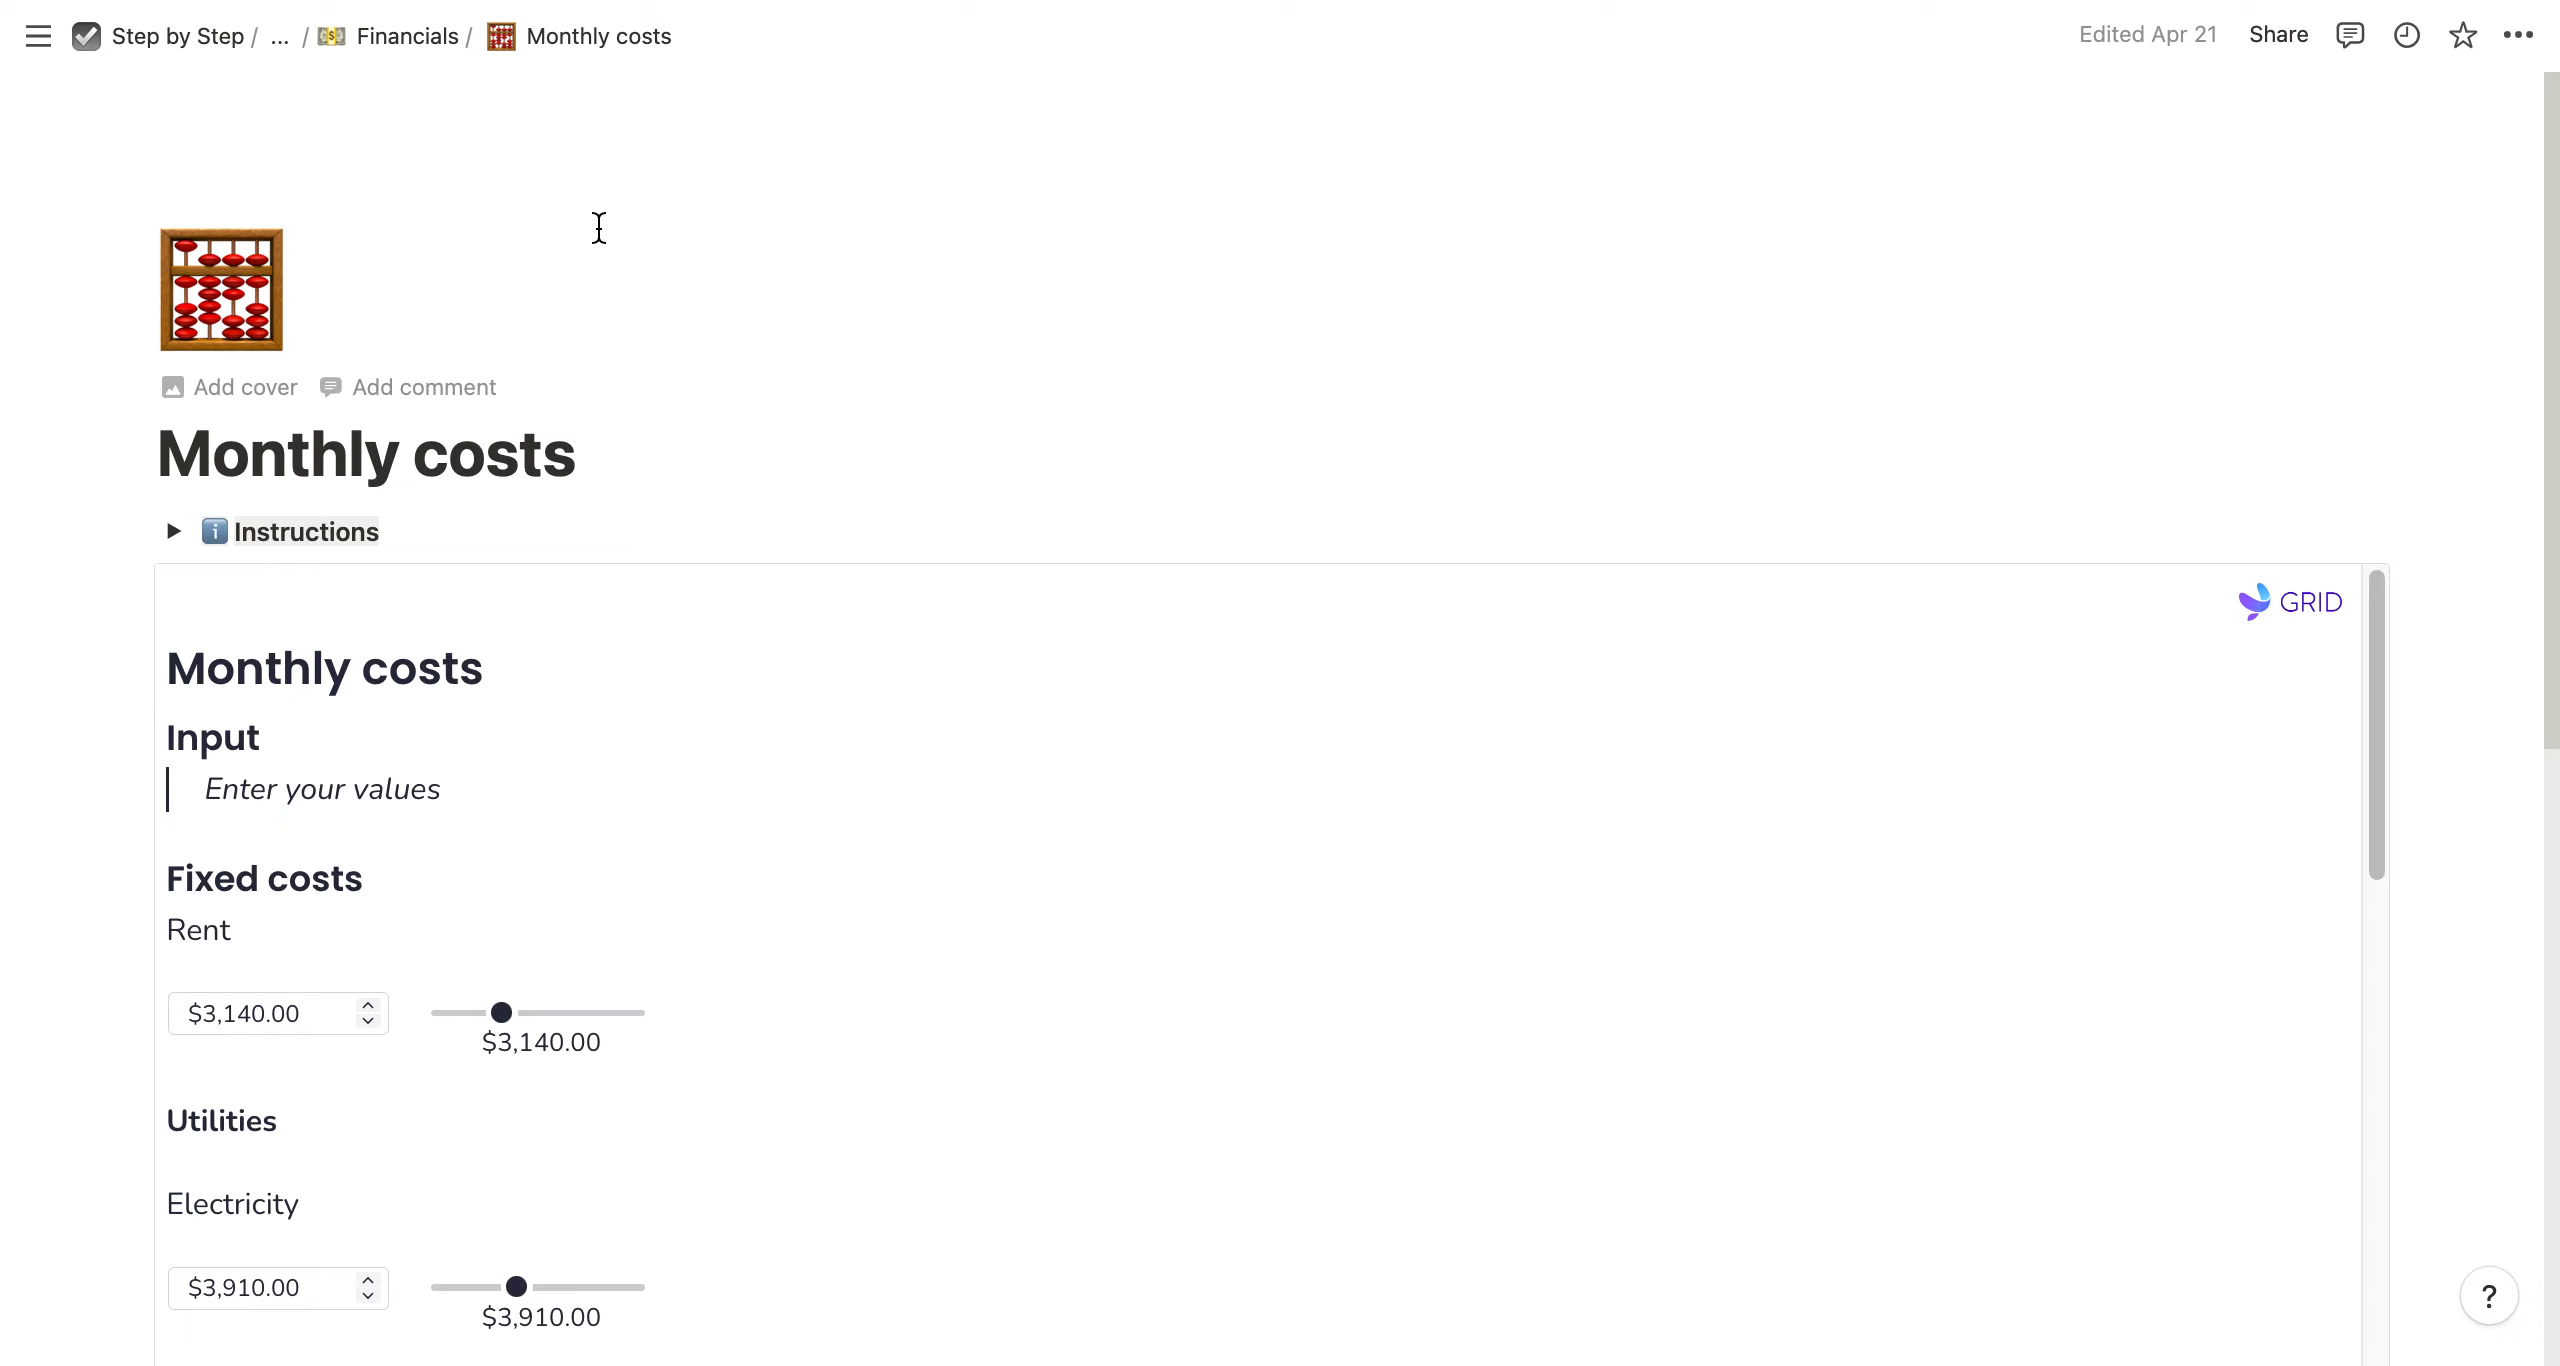 Step by Step / ... / Financials / Monthly costs
Edited Apr 21 Share
Add cover Add comment
Monthly costs
Instructions
GRID
Monthly costs
Input
Enter your values
Fixed costs
Rent
$3,140.00
$3,140.00
Utilities
Electricity
$3,910.00
$3,910.00
?